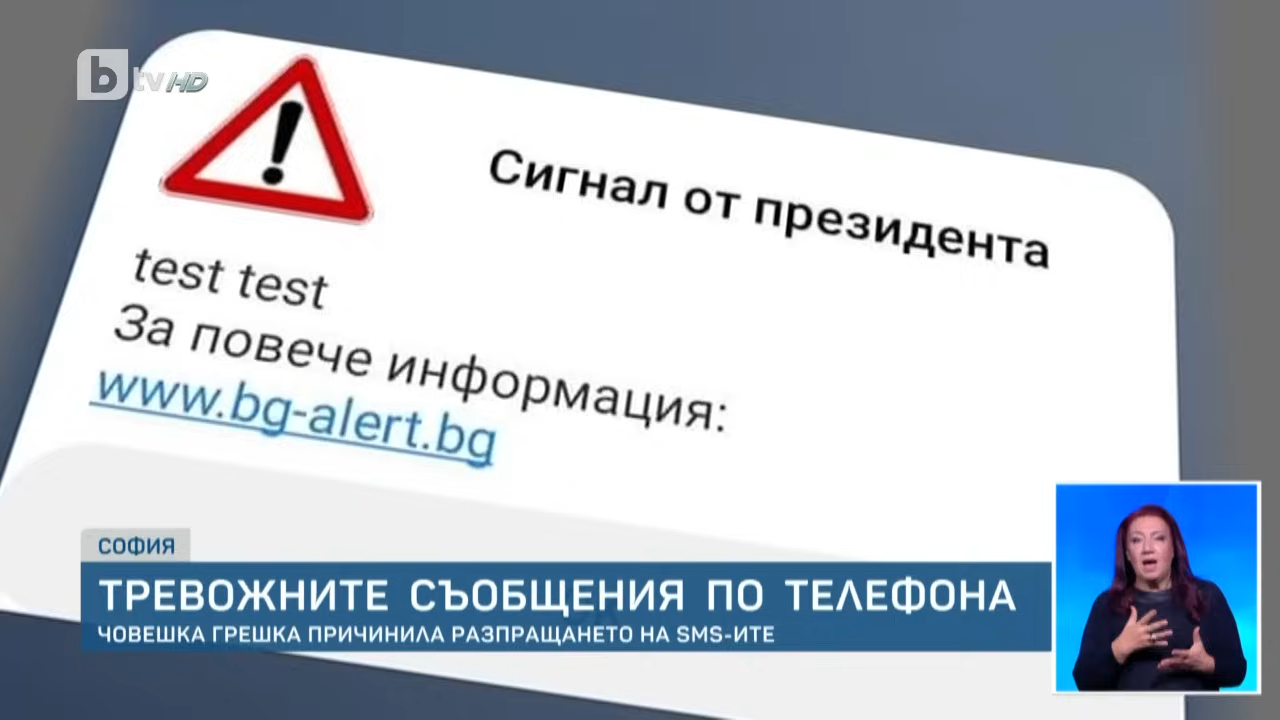 btv HD
Сигнал от президента
test test
За повече информация:
www.bg-alert.bg
СОФИЯ
ТРЕВОЖНИТЕ СЪОБЩЕНИЯ ПО ТЕЛЕФОНА
ЧОВЕШКА ГРЕШКА ПРИЧИНИЛА РАЗПРАЩАНЕТО НА SMS-ИТЕ